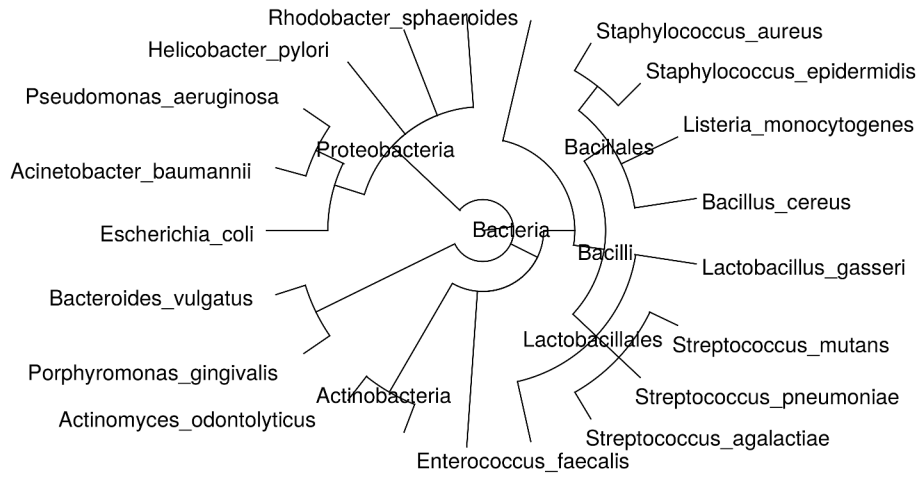 Rhodobacter_sphaeroides
Staphylococcus_aureus
Helicobacter_pylori
Staphylococcus_epidermidis
Pseudomonas_aeruginosa
Listeria_monocytogenes
Proteobacteria
Bacillales
Acinetobacter_baumannii
Bacillus_cereus
Escherichia_coli
Bacteria
Bacilli
Lactobacillus_gasseri
Bacteroides_vulgatus
Lactobacillales
Streptococcus_mutans
Porphyromonas_gingivalis
Actinobacteria
Streptococcus_pneumoniae
Actinomyces_odontolyticus
Streptococcus_agalactiae
Enterococcus_faecalis